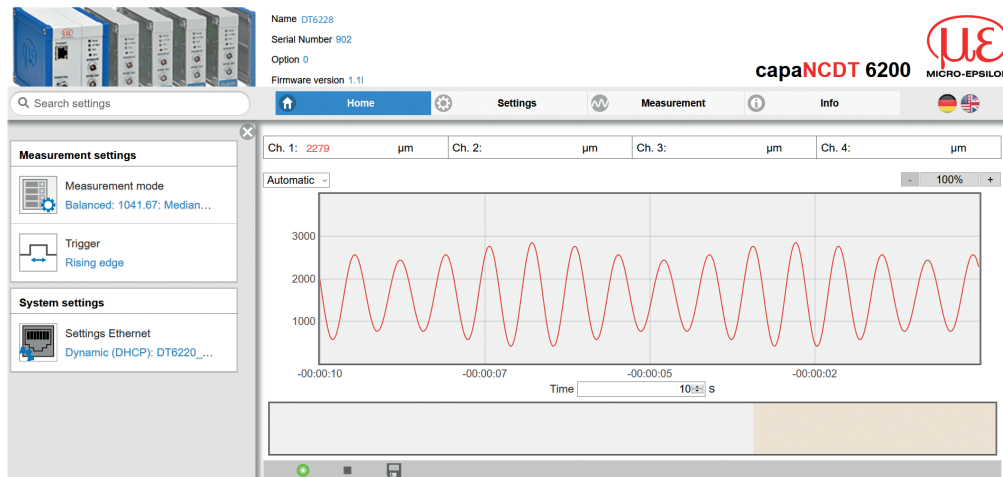 Name DT6228
Serial Number 902
Option 0
Firmware version 1.1l
capaNCDT 6200
με
MICRO-EPSILON
Search settings
Home
Settings
Measurement
Info
Measurement settings
Measurement mode
Balanced: 1041.67: Median...
Trigger
Rising edge
System settings
Settings Ethernet
Dynamic (DHCP): DT6220_...
Ch. 1: 2279 μm
Ch. 2: μm
Ch. 3: μm
Ch. 4: μm
Automatic
- 100% +
3000
2000
1000
-00:00:10
-00:00:07
-00:00:05
-00:00:02
Time 10 s